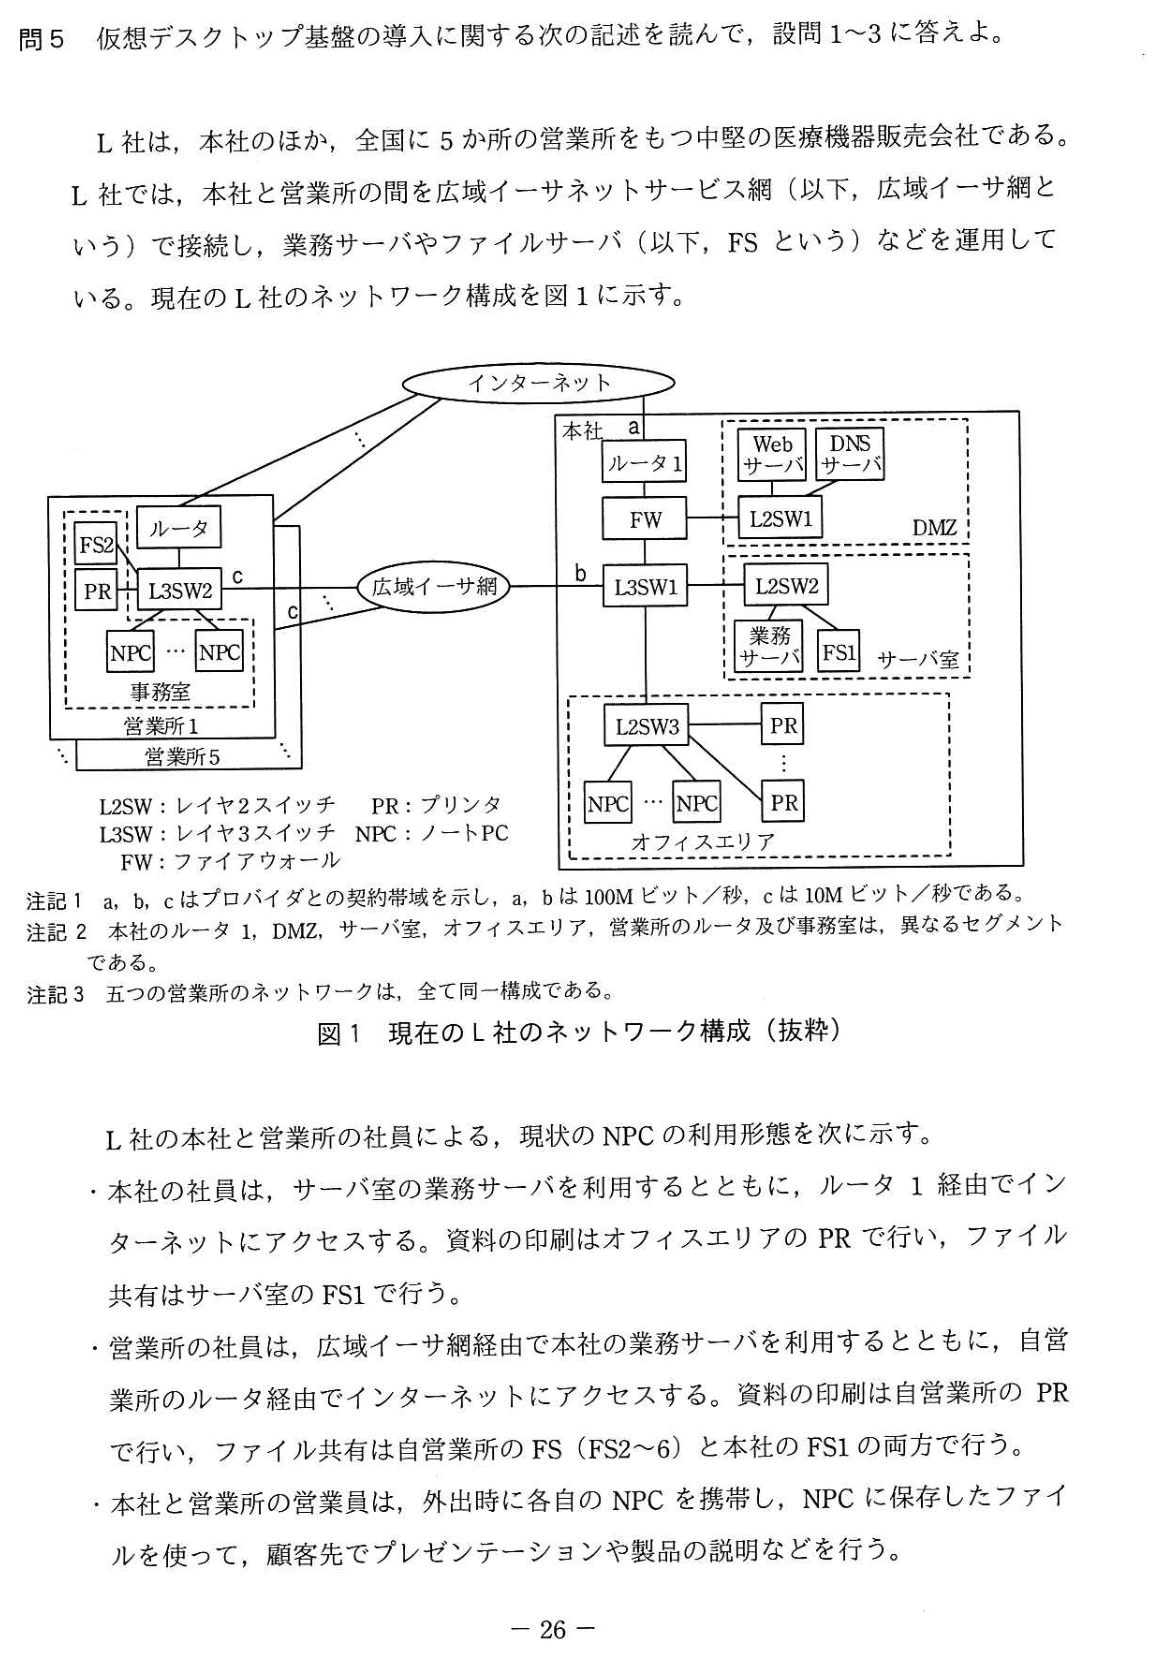 問5 仮想デスクトップ基盤の導入に関する次の記述を読んで，設問1～3に答えよ。
L社は，本社のほか，全国に5か所の営業所をもつ中堅の医療機器販売会社である。
L社では，本社と営業所の間を広域イーサネットサービス網（以下，広域イーサ網と
いう）で接続し，業務サーバやファイルサーバ（以下，FSという）などを運用して
いる。現在のL社のネットワーク構成を図1に示す。
インターネット
本社 a
ルータ1
Web
サーバ
DNS
サーバ
FW
L2SW1
DMZ
ルータ
FS2
PR
L3SW2
c
c
広域イーサ網
b
L3SW1
L2SW2
業務
サーバ
FS1
サーバ室
NPC … NPC
事務室
営業所1
営業所5
L2SW3
PR
NPC … NPC
PR
オフィスエリア
L2SW：レイヤ2スイッチ PR：プリンタ
L3SW：レイヤ3スイッチ NPC：ノートPC
FW：ファイアウォール
注記1 a，b，cはプロバイダとの契約帯域を示し，a，bは100Mビット／秒，cは10Mビット／秒である。
注記2 本社のルータ1，DMZ，サーバ室，オフィスエリア，営業所のルータ及び事務室は，異なるセグメント
である。
注記3 五つの営業所のネットワークは，全て同一構成である。
図1 現在のL社のネットワーク構成（抜粋）
L社の本社と営業所の社員による，現状のNPCの利用形態を次に示す。
・本社の社員は，サーバ室の業務サーバを利用するとともに，ルータ1経由でイン
ターネットにアクセスする。資料の印刷はオフィスエリアのPRで行い，ファイル
共有はサーバ室のFS1で行う。
・営業所の社員は，広域イーサ網経由で本社の業務サーバを利用するとともに，自営
業所のルータ経由でインターネットにアクセスする。資料の印刷は自営業所のPR
で行い，ファイル共有は自営業所のFS（FS2～6）と本社のFS1の両方で行う。
・本社と営業所の営業員は，外出時に各自のNPCを携帯し，NPCに保存したファイ
ルを使って，顧客先でプレゼンテーションや製品の説明などを行う。
－ 26 －